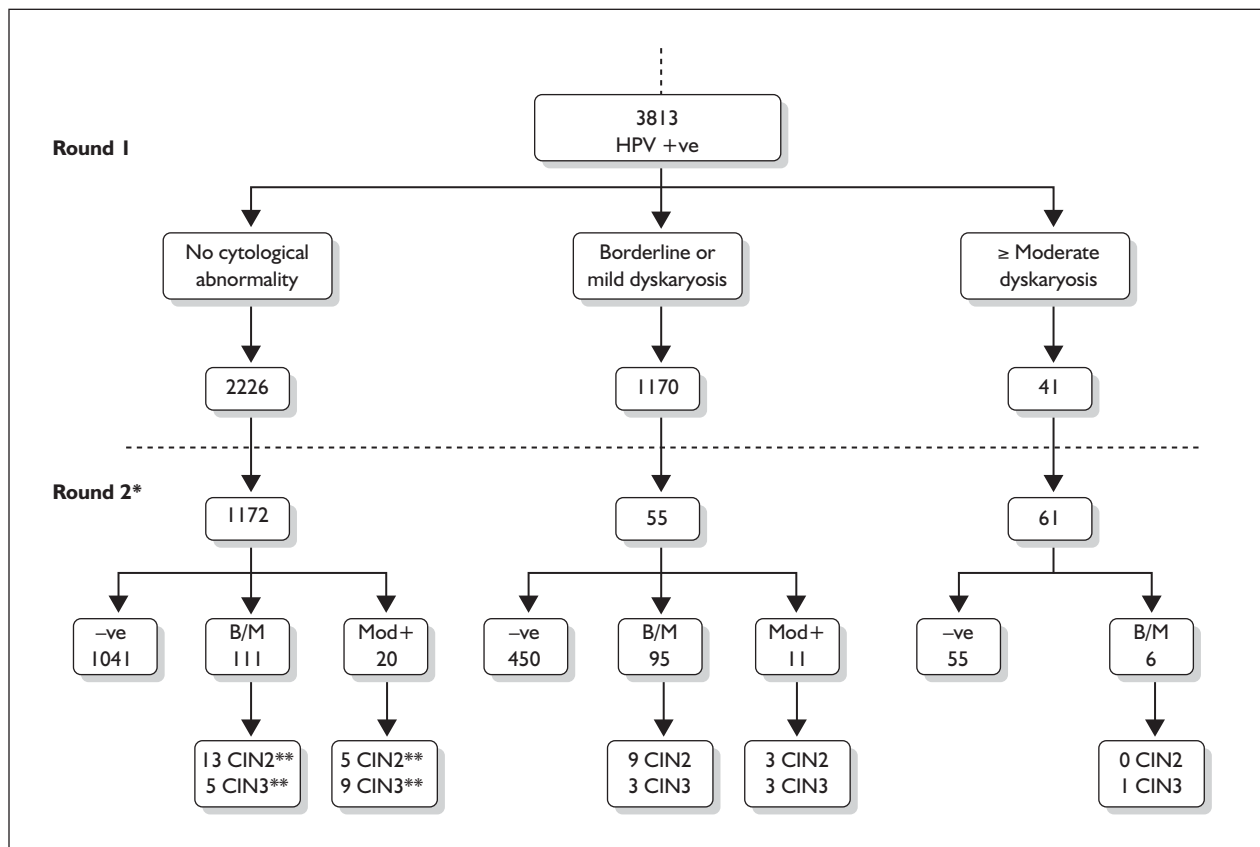 3813
HPV +ve
Round 1
No cytological
abnormality
Borderline or
mild dyskaryosis
≥ Moderate
dyskaryosis
2226
1170
41
Round 2*
1172
55
61
–ve
1041
B/M
111
Mod+
20
–ve
450
B/M
95
Mod+
11
–ve
55
B/M
6
13 CIN2**
5 CIN3**
5 CIN2**
9 CIN3**
9 CIN2
3 CIN3
3 CIN2
3 CIN3
0 CIN2
1 CIN3